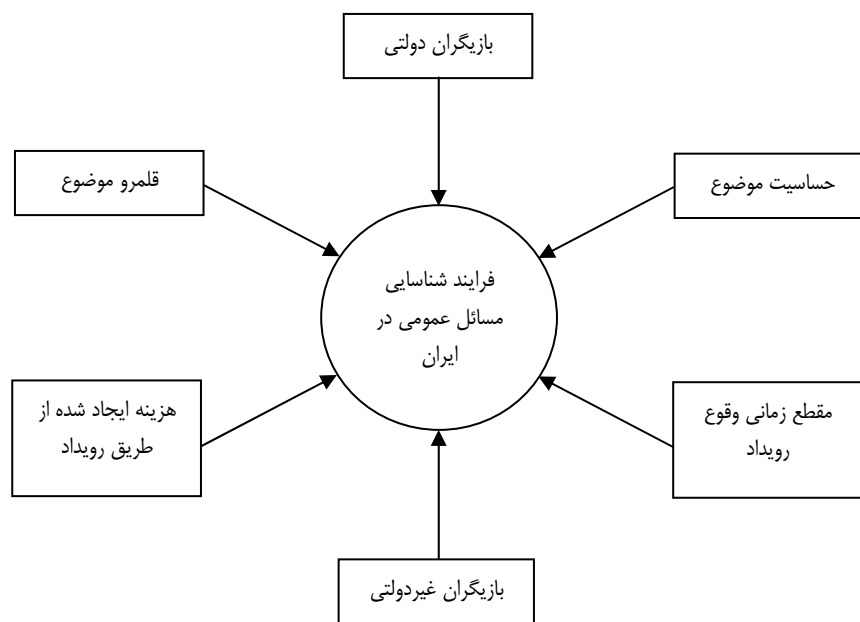 بازیگران دولتی
حساسیت موضوع
قلمرو موضوع
فرایند شناسایی
مسائل عمومی در
ایران
مقطع زمانی وقوع
رویداد
هزینه ایجاد شده از
طریق رویداد
بازیگران غیردولتی